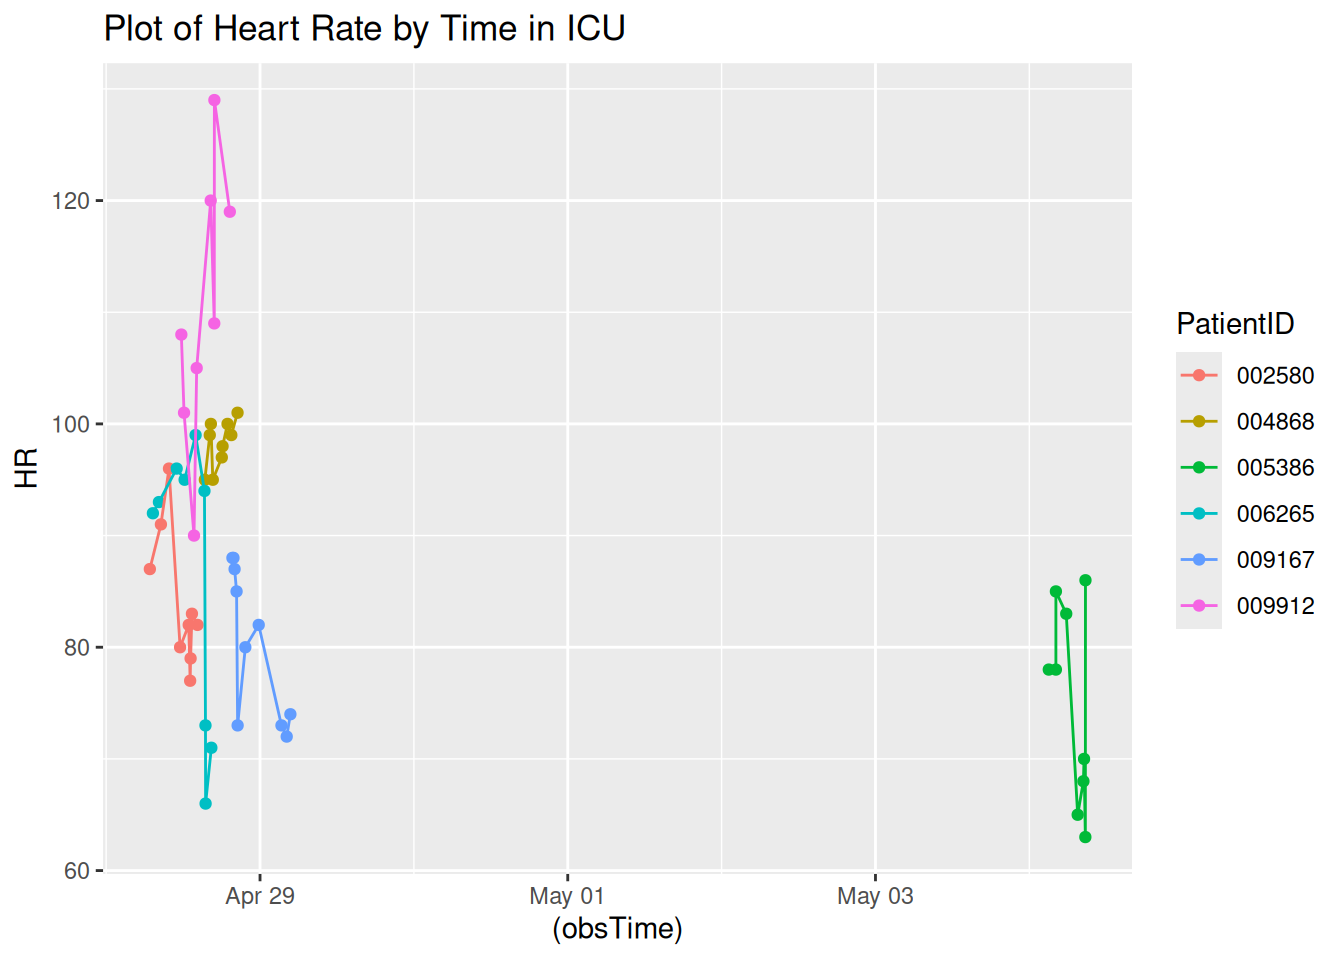 Plot of Heart Rate by Time in ICU
120
100
80
60
HR
Apr 29
May 01
May 03
(obsTime)
PatientID
002580
004868
005386
006265
009167
009912